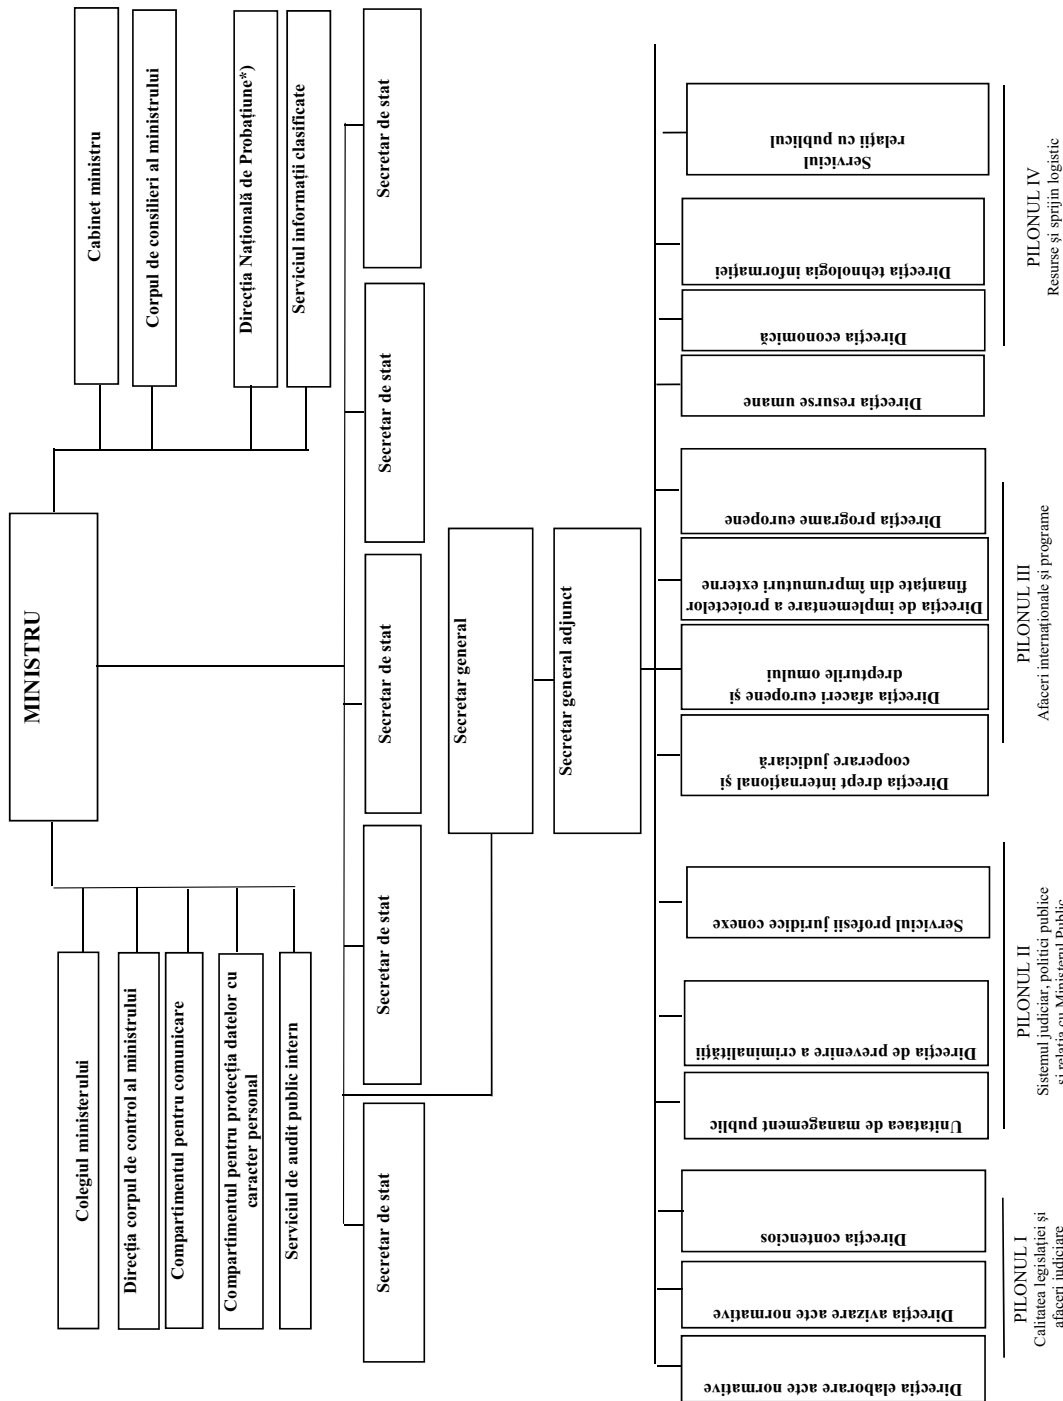 MINISTRU
Colegiul ministerului
Direcția corpul de control al ministrului
Compartimentul pentru comunicare
Compartimentul pentru protecția datelor cu
caracter personal
Serviciul de audit public intern
Cabinet ministru
Corpul de consilieri al ministrului
Direcția Națională de Probațiune*)
Serviciul informații clasificate
Secretar de stat
Secretar de stat
Secretar de stat
Secretar de stat
Secretar de stat
Secretar general
Secretar general adjunct
Direcția elaborare acte normative
Direcția avizare acte normative
Direcția contencios
Unitataea de management public
Direcția de prevenire a criminalității
Serviciul profesii juridice conexe
Direcția drept internațional și
cooperare judiciară
Direcția afaceri europene și
drepturile omului
Direcția de implementare a proiectelor
finanțate din împrumuturi externe
Direcția programe europene
Direcția resurse umane
Direcția economică
Direcția tehnologia informației
Serviciul
relații cu publicul
PILONUL I
Calitatea legislației și
afaceri judiciare
PILONUL II
Sistemul judiciar, politici publice
și relația cu Ministerul Public
PILONUL III
Afaceri internaționale și programe
PILONUL IV
Resurse și sprijin logistic